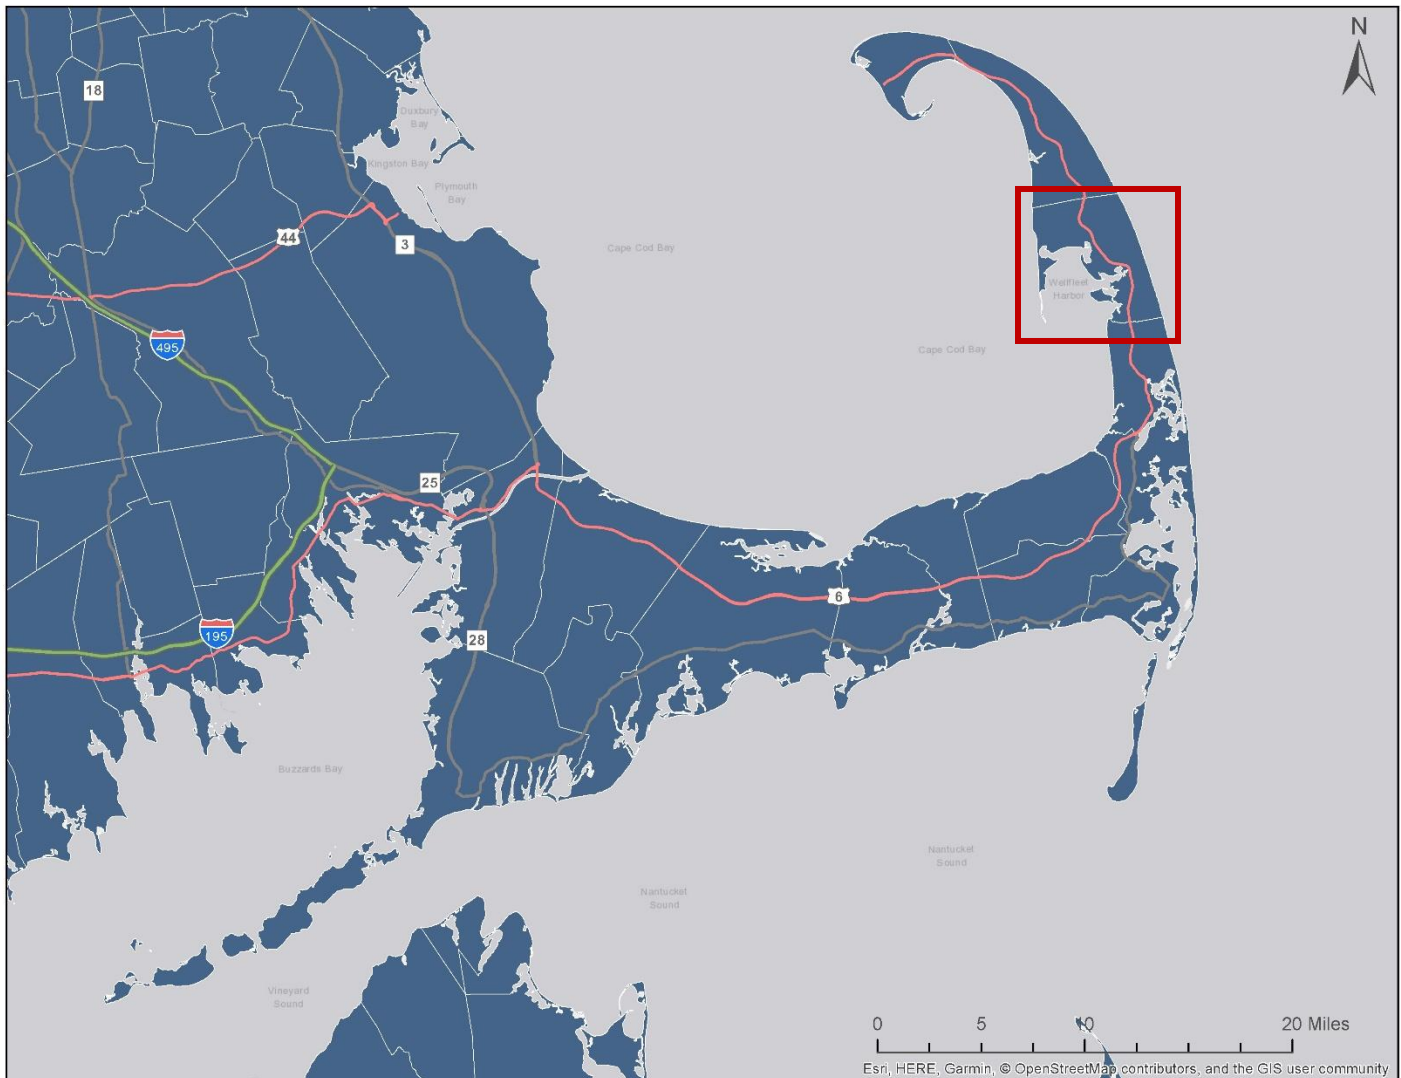 N
18
Duxbury
Bay
Kingston Bay
Plymouth
Bay
44
3
Cape Cod Bay
Wellfleet
Harbor
495
Cape Cod Bay
25
6
195
28
Buzzards Bay
Nantucket
Sound
Nantucket
Sound
Vineyard
Sound
0 5 10 20 Miles
Esri, HERE, Garmin, © OpenStreetMap contributors, and the GIS user community